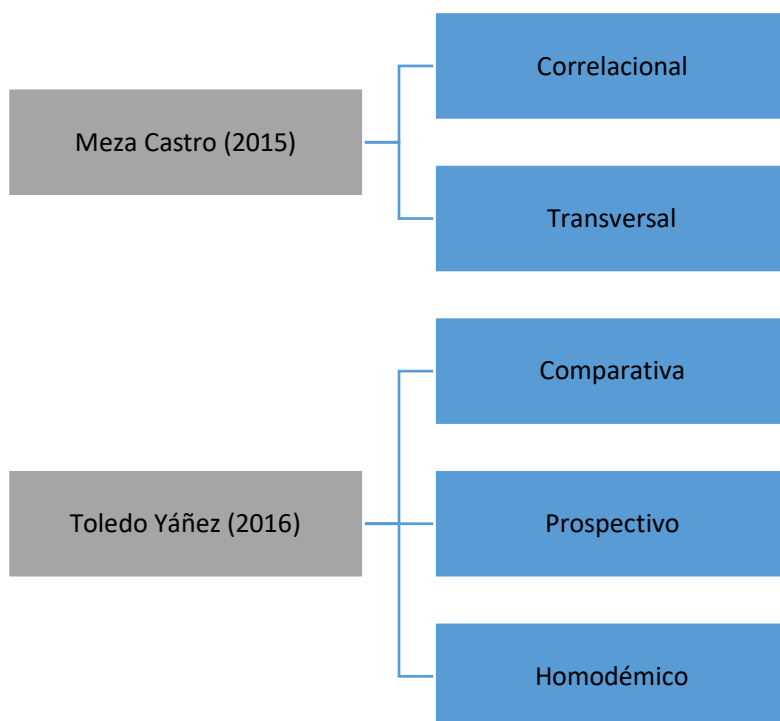 Meza Castro (2015)
Correlacional
Transversal
Toledo Yáñez (2016)
Comparativa
Prospectivo
Homodémico